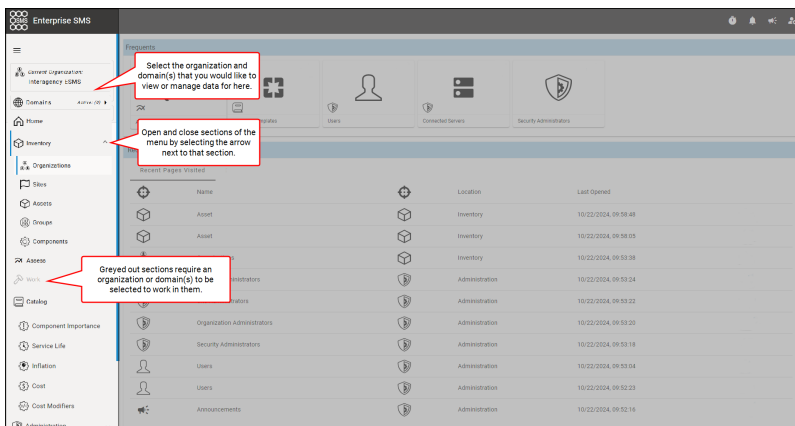 SMS Enterprise SMS
Frequents
Current Organization:
Interagency ESMS
Select the organization and
domain(s) that you would like to
view or manage data for here.
Domains Active: (0)
Users
Connected Servers
Security Administrators
Home
Inventory
Open and close sections of the
menu by selecting the arrow
next to that section.
Organizations
Sites
Assets
Groups
Components
Assess
Work
Greyed out sections require an
organization or domain(s) to be
selected to work in them.
Catalog
Component Importance
Service Life
Inflation
Cost
Cost Modifiers
Administration
Recent Pages Visited
Name Location Last Opened
Asset Inventory 10/22/2024, 09:58:48
Asset Inventory 10/22/2024, 09:58:05
Inventory 10/22/2024, 09:53:38
Administration 10/22/2024, 09:53:24
Administration 10/22/2024, 09:53:22
Organization Administrators Administration 10/22/2024, 09:53:20
Security Administrators Administration 10/22/2024, 09:53:18
Users Administration 10/22/2024, 09:53:04
Users Administration 10/22/2024, 09:52:23
Announcements Administration 10/22/2024, 09:52:16